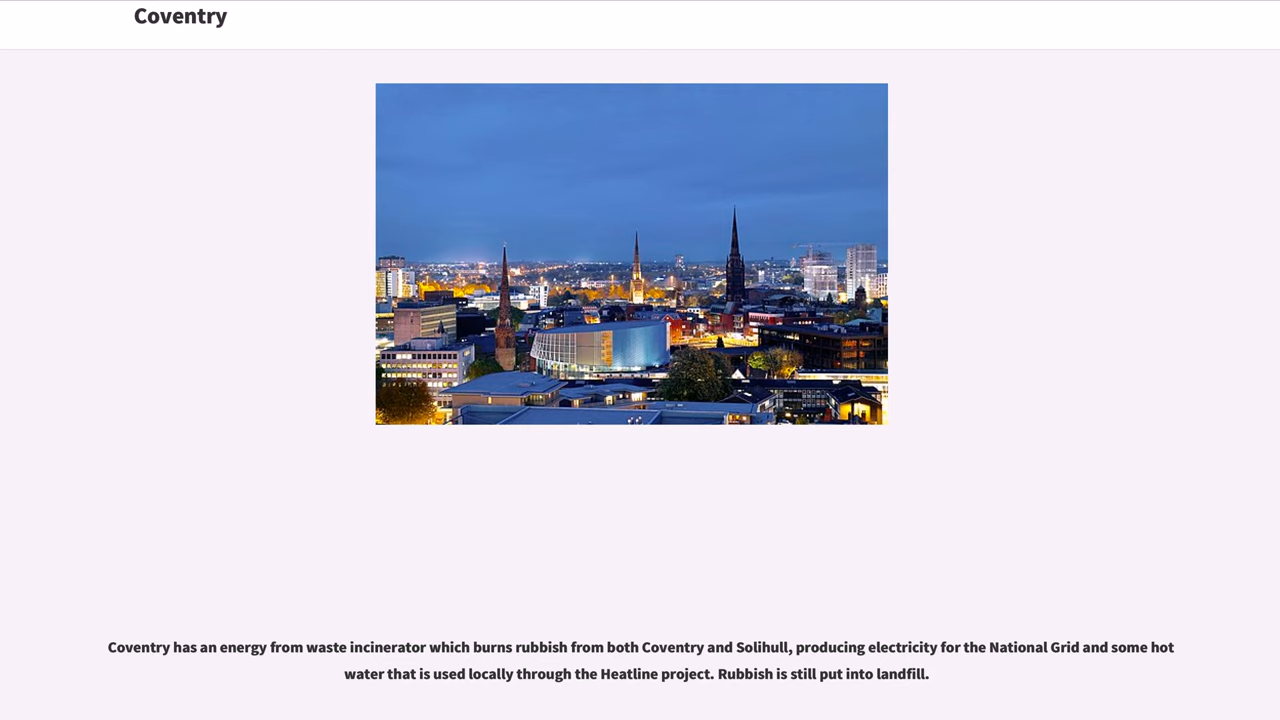 Coventry
Coventry has an energy from waste incinerator which burns rubbish from both Coventry and Solihull, producing electricity for the National Grid and some hot
water that is used locally through the Heatline project. Rubbish is still put into landfill.